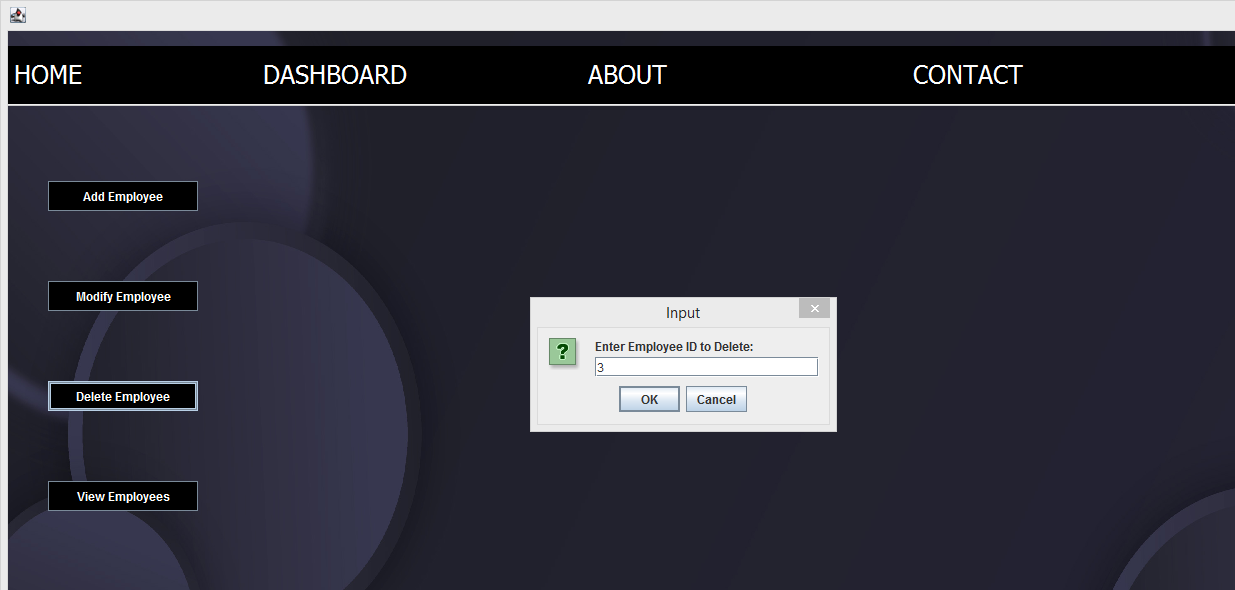 HOME DASHBOARD ABOUT CONTACT
Add Employee
Modify Employee
Input
Enter Employee ID to Delete:
3
OK Cancel
Delete Employee
View Employees